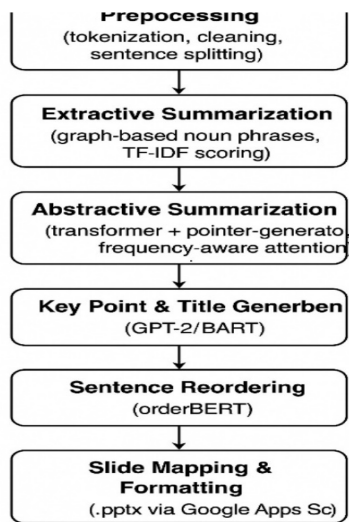 Prepocessing
(tokenization, cleaning,
sentence splitting)
Extractive Summarization
(graph-based noun phrases,
TF-IDF scoring)
Abstractive Summarization
(transformer + pointer-generato
frequency-aware attention
Key Point & Title Generben
(GPT-2/BART)
Sentence Reordering
(orderBERT)
Slide Mapping &
Formatting
(.pptx via Google Apps Sc)